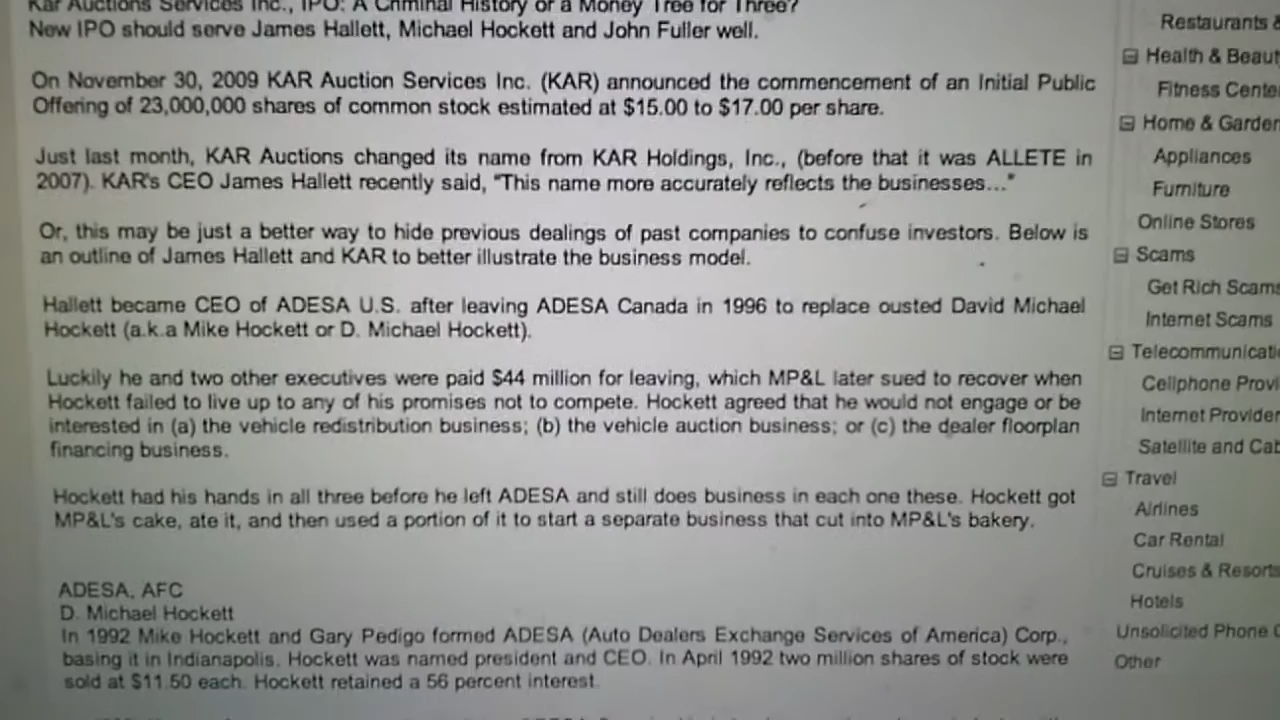 Kar Auctions Services Inc., IPO: A Criminal History or a Money Tree for Three?
New IPO should serve James Hallett, Michael Hockett and John Fuller well.
On November 30, 2009 KAR Auction Services Inc. (KAR) announced the commencement of an Initial Public
Offering of 23,000,000 shares of common stock estimated at $15.00 to $17.00 per share.
Just last month, KAR Auctions changed its name from KAR Holdings, Inc., (before that it was ALLETE in
2007). KAR's CEO James Hallett recently said, "This name more accurately reflects the businesses..."
Or, this may be just a better way to hide previous dealings of past companies to confuse investors. Below is
an outline of James Hallett and KAR to better illustrate the business model.
Hallett became CEO of ADESA U.S. after leaving ADESA Canada in 1996 to replace ousted David Michael
Hockett (a.k.a Mike Hockett or D. Michael Hockett).
Luckily he and two other executives were paid $44 million for leaving, which MP&L later sued to recover when
Hockett failed to live up to any of his promises not to compete. Hockett agreed that he would not engage or be
interested in (a) the vehicle redistribution business; (b) the vehicle auction business; or (c) the dealer floorplan
financing business.
Hockett had his hands in all three before he left ADESA and still does business in each one these. Hockett got
MP&L's cake, ate it, and then used a portion of it to start a separate business that cut into MP&L's bakery.
ADESA, AFC
D. Michael Hockett
In 1992 Mike Hockett and Gary Pedigo formed ADESA (Auto Dealers Exchange Services of America) Corp.,
basing it in Indianapolis. Hockett was named president and CEO. In April 1992 two million shares of stock were
sold at $11.50 each. Hockett retained a 56 percent interest.
Restaurants &
Health & Beaut
Fitness Cente
Home & Garden
Appliances
Furniture
Online Stores
Scams
Get Rich Scams
Internet Scams
Telecommunicati
Cellphone Provi
Internet Provider
Satellite and Cab
Travel
Airlines
Car Rental
Cruises & Resorts
Hotels
Unsolicited Phone C
Other